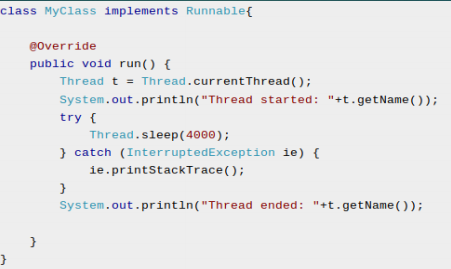 class MyClass implements Runnable{
@Override
public void run() {
Thread t = Thread.currentThread();
System.out.println("Thread started: "+t.getName());
try {
Thread.sleep(4000);
} catch (InterruptedException ie) {
ie.printStackTrace();
}
System.out.println("Thread ended: "+t.getName());
}
}